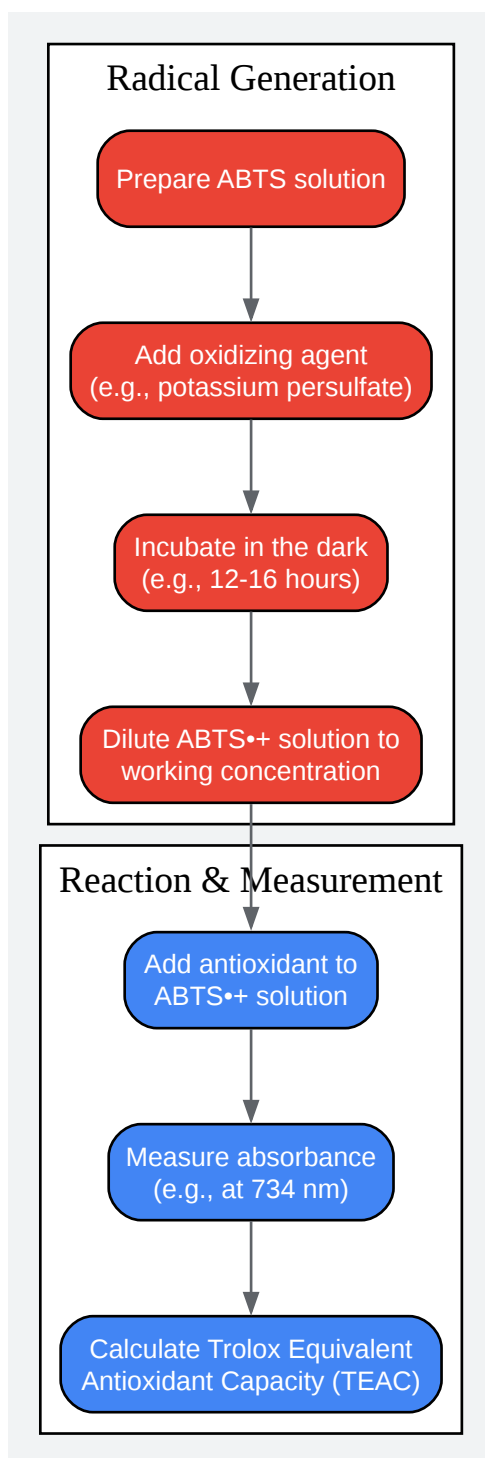 Radical Generation
Prepare ABTS solution
Add oxidizing agent
(e.g., potassium persulfate)
Incubate in the dark
(e.g., 12-16 hours)
Dilute ABTS•+ solution to
working concentration
Reaction & Measurement
Add antioxidant to
ABTS•+ solution
Measure absorbance
(e.g., at 734 nm)
Calculate Trolox Equivalent
Antioxidant Capacity (TEAC)